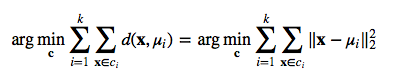 arg min_c ∑_{i=1}^{k} ∑_{x∈c_i} d(x, μ_i) = arg min_c ∑_{i=1}^{k} ∑_{x∈c_i} ‖x − μ_i‖_2^2